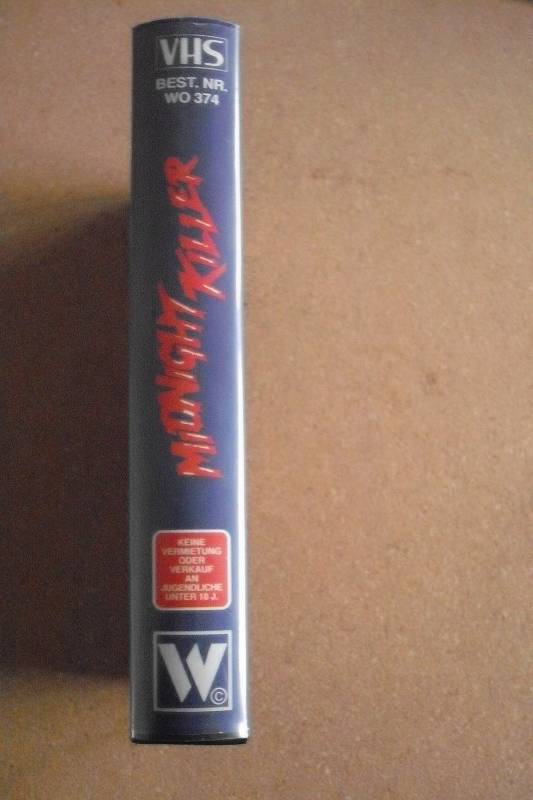 VHS
BEST. NR.
WO 374
MIDNIGHT KILLER
KEINE
VERMIETUNG
ODER
VERKAUF
AN
JUGENDLICHE
UNTER 18 J.
W©